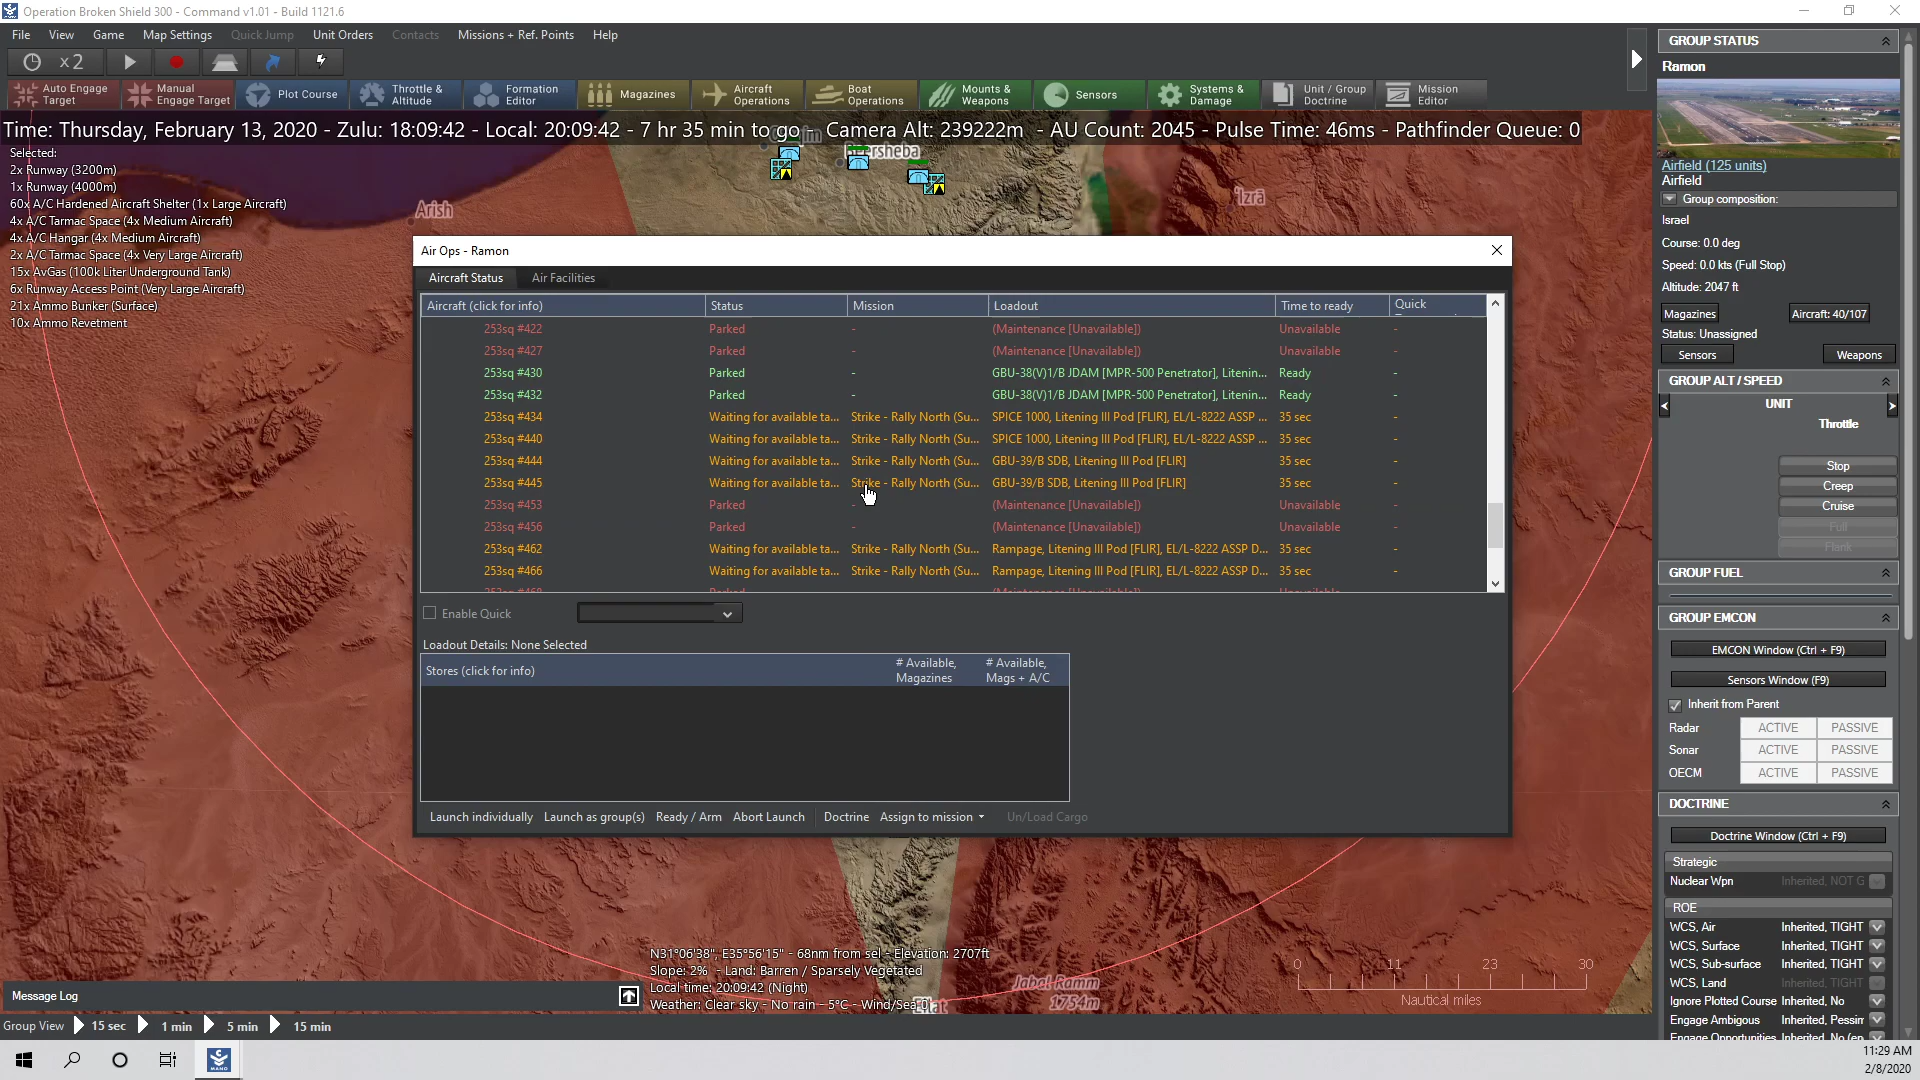 Operation Broken Shield 300 - Command v1.01 - Build 1121.6
File View Game Map Settings Quick Jump Unit Orders Contacts Missions + Ref. Points Help
x 2
Auto Engage Target
Manual Engage Target
Plot Course
Throttle & Altitude
Formation Editor
Magazines
Aircraft Operations
Boat Operations
Mounts & Weapons
Sensors
Systems & Damage
Unit / Group Doctrine
Mission Editor
Time: Thursday, February 13, 2020 - Zulu: 18:09:42 - Local: 20:09:42 - 7 hr 35 min to go - Camera Alt: 239222m - AU Count: 2045 - Pulse Time: 46ms - Pathfinder Queue: 0
Selected:
2x Runway (3200m)
1x Runway (4000m)
60x A/C Hardened Aircraft Shelter (1x Large Aircraft)
4x A/C Tarmac Space (4x Medium Aircraft)
4x A/C Hangar (4x Medium Aircraft)
2x A/C Tarmac Space (4x Very Large Aircraft)
15x AvGas (100k Liter Underground Tank)
6x Runway Access Point (Very Large Aircraft)
21x Ammo Bunker (Surface)
10x Ammo Revetment
Arish
'Izra
Air Ops - Ramon
Aircraft Status Air Facilities
Aircraft (click for info) Status Mission Loadout Time to ready Quick
253sq #422 Parked - (Maintenance [Unavailable]) Unavailable -
253sq #427 Parked - (Maintenance [Unavailable]) Unavailable -
253sq #430 Parked - GBU-38(V)1/B JDAM [MPR-500 Penetrator], Litenin... Ready -
253sq #432 Parked - GBU-38(V)1/B JDAM [MPR-500 Penetrator], Litenin... Ready -
253sq #434 Waiting for available ta... Strike - Rally North (Su... SPICE 1000, Litening III Pod [FLIR], EL/L-8222 ASSP ... 35 sec -
253sq #440 Waiting for available ta... Strike - Rally North (Su... SPICE 1000, Litening III Pod [FLIR], EL/L-8222 ASSP ... 35 sec -
253sq #444 Waiting for available ta... Strike - Rally North (Su... GBU-39/B SDB, Litening III Pod [FLIR] 35 sec -
253sq #445 Waiting for available ta... Strike - Rally North (Su... GBU-39/B SDB, Litening III Pod [FLIR] 35 sec -
253sq #453 Parked - (Maintenance [Unavailable]) Unavailable -
253sq #456 Parked - (Maintenance [Unavailable]) Unavailable -
253sq #462 Waiting for available ta... Strike - Rally North (Su... Rampage, Litening III Pod [FLIR], EL/L-8222 ASSP D... 35 sec -
253sq #466 Waiting for available ta... Strike - Rally North (Su... Rampage, Litening III Pod [FLIR], EL/L-8222 ASSP D... 35 sec -
Enable Quick
Loadout Details: None Selected
Stores (click for info) # Available, Magazines # Available, Mags + A/C
Launch individually Launch as group(s) Ready / Arm Abort Launch Doctrine Assign to mission Un/Load Cargo
N31°06'38", E35°56'15" - 68nm from sel - Elevation: 2707ft
Slope: 2% - Land: Barren / Sparsely Vegetated
Local time: 20:09:42 (Night)
Weather: Clear sky - No rain - 5°C - Wind/Sea 0
Jabal Ramm
1754m
0 11 23 30
Nautical miles
Message Log
Group View 15 sec 1 min 5 min 15 min
GROUP STATUS
Ramon
Airfield (125 units)
Airfield
Group composition:
Israel
Course: 0.0 deg
Speed: 0.0 kts (Full Stop)
Altitude: 2047 ft
Magazines Aircraft: 40/107
Status: Unassigned
Sensors Weapons
GROUP ALT / SPEED
UNIT
Throttle
Stop
Creep
Cruise
Full
Flank
GROUP FUEL
GROUP EMCON
EMCON Window (Ctrl + F9)
Sensors Window (F9)
Inherit from Parent
Radar ACTIVE PASSIVE
Sonar ACTIVE PASSIVE
OECM ACTIVE PASSIVE
DOCTRINE
Doctrine Window (Ctrl + F9)
Strategic
Nuclear Wpn Inherited, NOT G
ROE
WCS, Air Inherited, TIGHT
WCS, Surface Inherited, TIGHT
WCS, Sub-surface Inherited, TIGHT
WCS, Land Inherited, TIGHT
Ignore Plotted Course Inherited, No
Engage Ambiguous Inherited, Pessim
11:29 AM
2/8/2020